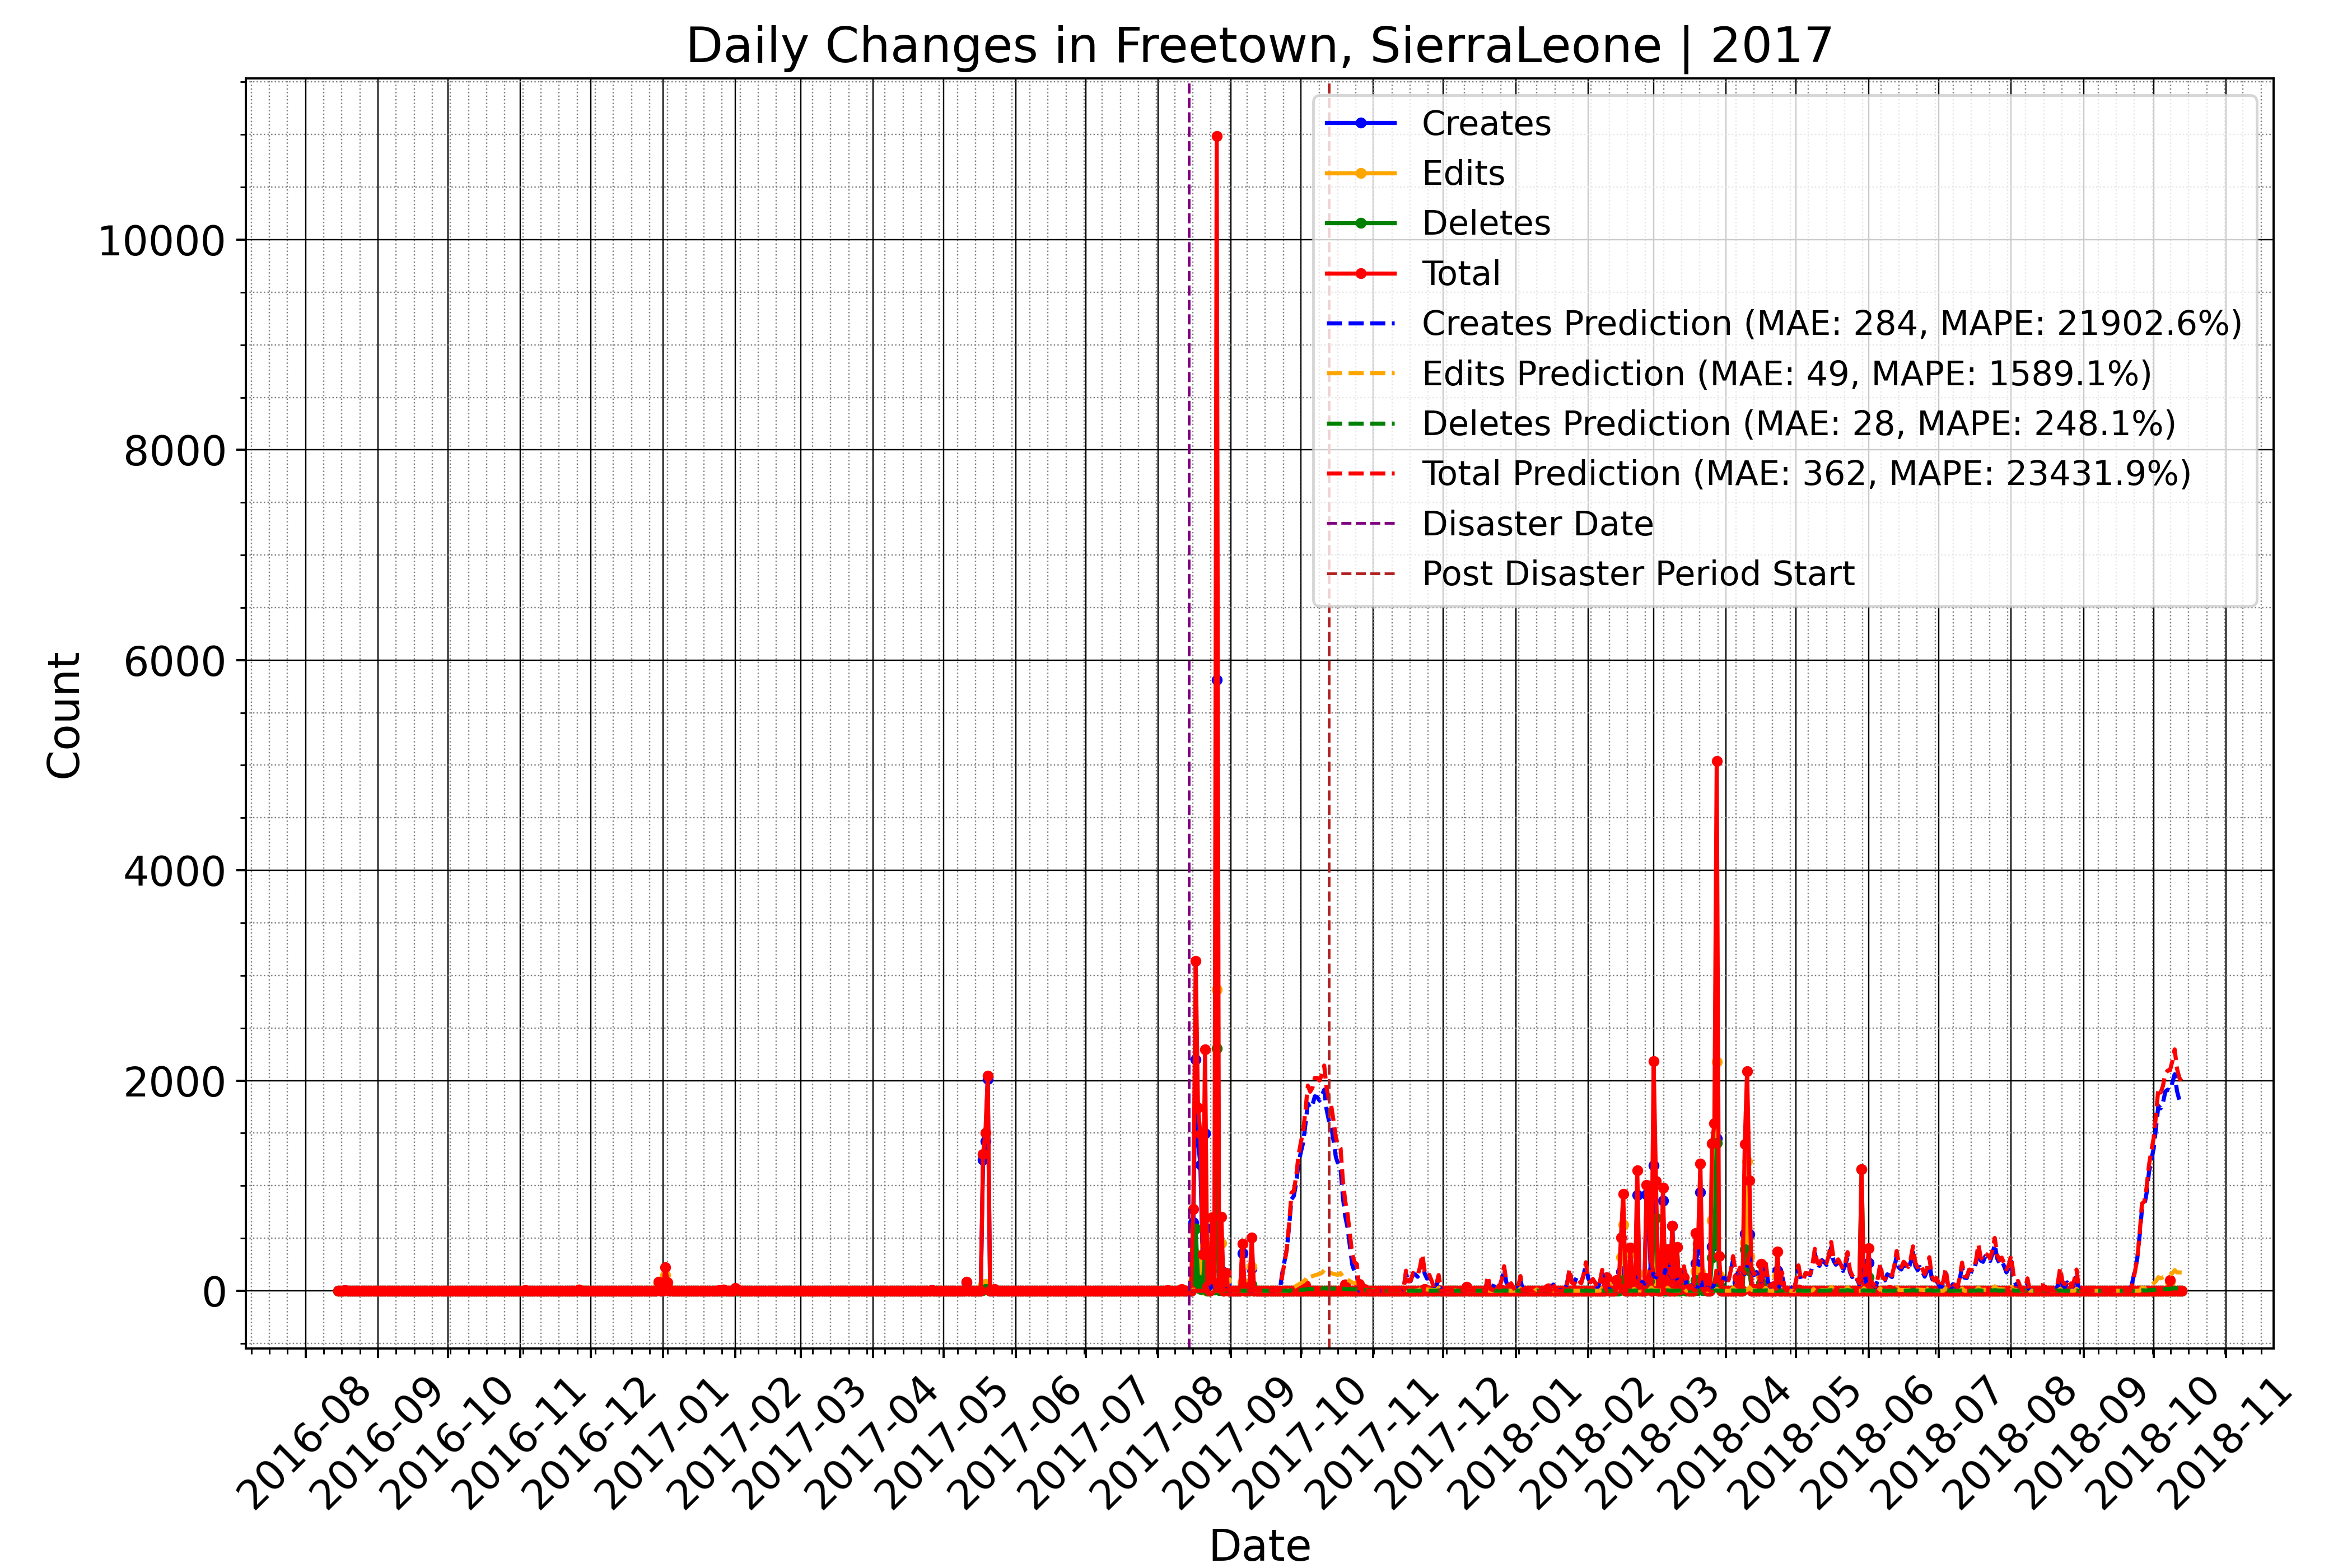 Daily Changes in Freetown, SierraLeone | 2017
Creates
Edits
Deletes
Total
Creates Prediction (MAE: 284, MAPE: 21902.6%)
Edits Prediction (MAE: 49, MAPE: 1589.1%)
Deletes Prediction (MAE: 28, MAPE: 248.1%)
Total Prediction (MAE: 362, MAPE: 23431.9%)
Disaster Date
Post Disaster Period Start
Count
10000
8000
6000
4000
2000
0
2016-08
2016-09
2016-10
2016-11
2016-12
2017-01
2017-02
2017-03
2017-04
2017-05
2017-06
2017-07
2017-08
2017-09
2017-10
2017-11
2017-12
2018-01
2018-02
2018-03
2018-04
2018-05
2018-06
2018-07
2018-08
2018-09
2018-10
2018-11
Date